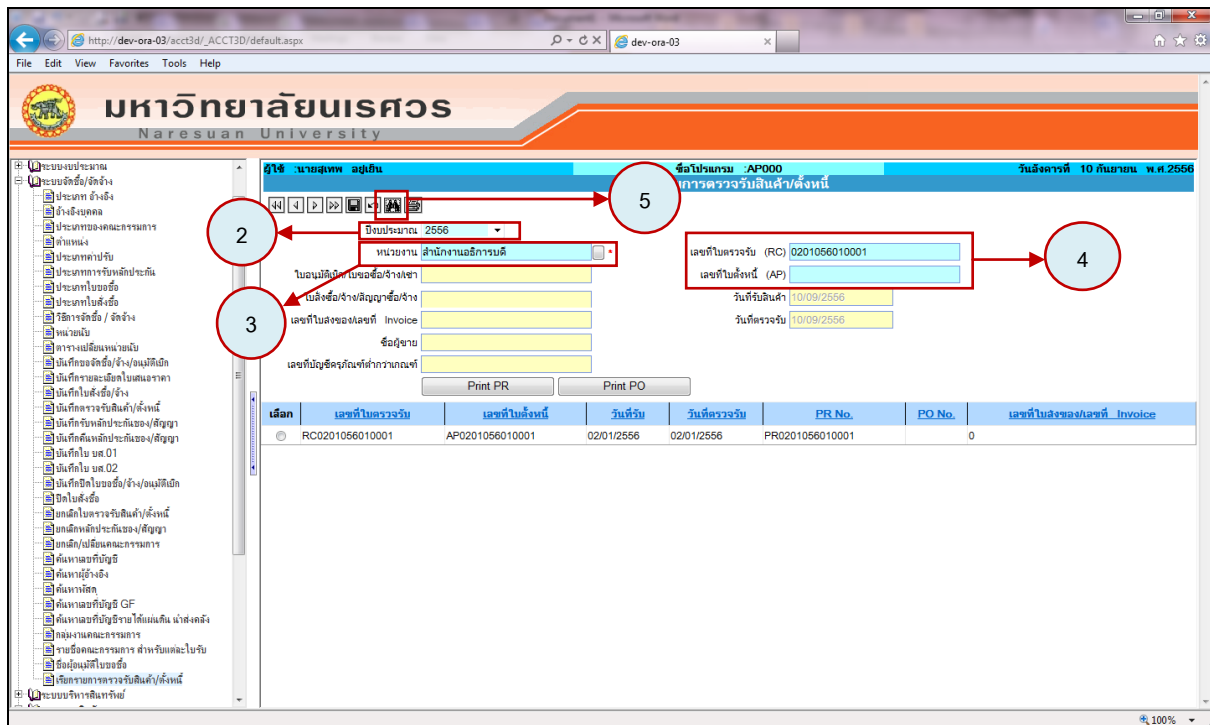 http://dev-ora-03/acct3d/_ACCT3D/default.aspx
dev-ora-03
File Edit View Favorites Tools Help
มหาวิทยาลัยนเรศวร
Naresuan University
ระบบงบประมาณ
ระบบจัดซื้อ/จัดจ้าง
ประเภท อ้างอิง
อ้างอิงบุคคล
ประเภทของคณะกรรมการ
ตำแหน่ง
ประเภทค่าปรับ
ประเภทการรับหลักประกัน
ประเภทใบขอซื้อ
ประเภทใบสั่งซื้อ
วิธีการจัดซื้อ / จัดจ้าง
หน่วยนับ
ตารางเปลี่ยนหน่วยนับ
บันทึกขอจัดซื้อ/จ้าง/อนุมัติเบิก
บันทึกรายละเอียดใบเสนอราคา
บันทึกใบสั่งซื้อ/จ้าง
บันทึกตรวจรับสินค้า/ตั้งหนี้
บันทึกรับหลักประกันซอง/สัญญา
บันทึกคืนหลักประกันซอง/สัญญา
บันทึกใบ บส.01
บันทึกใบ บส.02
บันทึกปิดใบขอซื้อ/จ้าง/อนุมัติเบิก
ปิดใบสั่งซื้อ
ยกเลิกใบตรวจรับสินค้า/ตั้งหนี้
ยกเลิกหลักประกันซอง/สัญญา
ยกเลิก/เปลี่ยนคณะกรรมการ
ค้นหาเลขที่บัญชี
ค้นหาผู้อ้างอิง
ค้นหาพัสดุ
ค้นหาเลขที่บัญชี GF
ค้นหาเลขที่บัญชีรายได้แผ่นดิน นำส่งคลัง
กลุ่มงานคณะกรรมการ
รายชื่อคณะกรรมการ สำหรับแต่ละใบรับ
ชื่อผู้อนุมัติใบขอซื้อ
เรียกรายการตรวจรับสินค้า/ตั้งหนี้
ระบบบริหารสินทรัพย์
ผู้ใช้ :นายสุเทพ อยู่เย็น ชื่อโปรแกรม :AP000 วันอังคารที่ 10 กันยายน พ.ศ.2556
การตรวจรับสินค้า/ตั้งหนี้
5
2
ปีงบประมาณ 2556
หน่วยงาน สำนักงานอธิการบดี *
เลขที่ใบตรวจรับ (RC) 0201056010001
4
ใบอนุมัติเบิก/ใบขอซื้อ/จ้าง/เช่า
เลขที่ใบตั้งหนี้ (AP)
3
ใบสั่งซื้อ/จ้าง/สัญญาซื้อ/จ้าง
วันที่รับสินค้า 10/09/2556
เลขที่ใบส่งของ/เลขที่ Invoice
วันที่ตรวจรับ 10/09/2556
ชื่อผู้ขาย
เลขที่บัญชีครุภัณฑ์ต่ำกว่าเกณฑ์
Print PR Print PO
เลือก เลขที่ใบตรวจรับ เลขที่ใบตั้งหนี้ วันที่รับ วันที่ตรวจรับ PR No. PO No. เลขที่ใบส่งของ/เลขที่ Invoice
RC0201056010001 AP0201056010001 02/01/2556 02/01/2556 PR0201056010001 0
100%